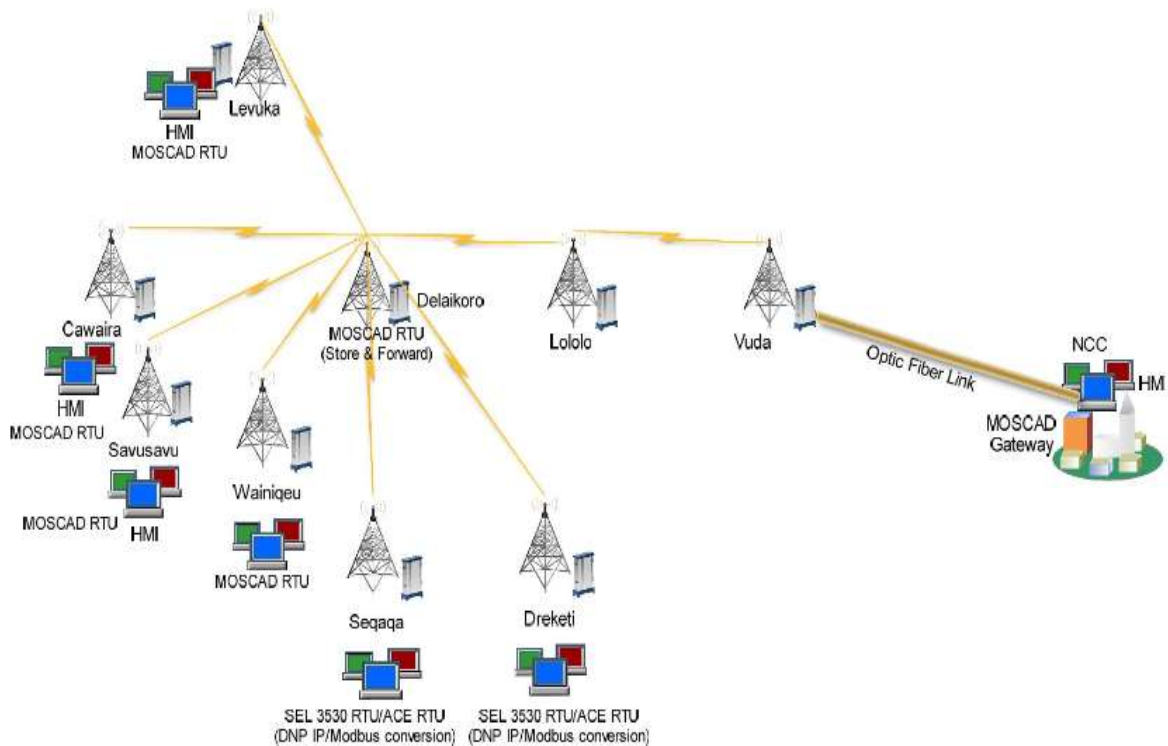 Levuka
HMI
MOSCAD RTU
Delaikoro
MOSCAD RTU
(Store & Forward)
Lololo
Vuda
Optic Fiber Link
NCC
HMI
MOSCAD
Gateway
Cawaira
HMI
MOSCAD RTU
Savusavu
MOSCAD RTU
HMI
Wainiqeu
MOSCAD RTU
Seqaqa
SEL 3530 RTU/ACE RTU
(DNP IP/Modbus conversion)
Dreketi
SEL 3530 RTU/ACE RTU
(DNP IP/Modbus conversion)